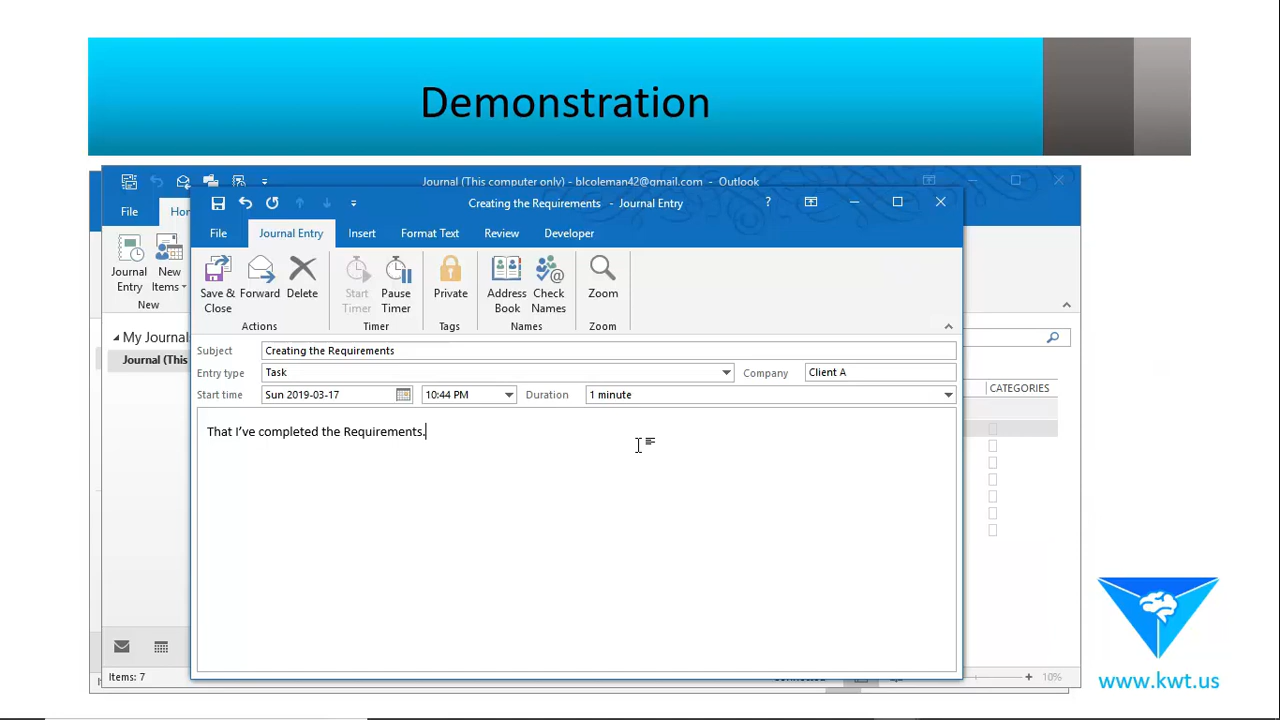 Demonstration
Journal (This computer only) - blcoleman42@gmail.com - Outlook
File
Creating the Requirements - Journal Entry
?
File
Journal Entry
Insert
Format Text
Review
Developer
Journal
Entry
New
Items
New
Save &
Close
Forward
Delete
Actions
Start
Timer
Pause
Timer
Timer
Private
Tags
Address
Book
Check
Names
Names
Zoom
Zoom
My Journal
Journal (This
Subject
Creating the Requirements
Entry type
Task
Company
Client A
Start time
Sun 2019-03-17
10:44 PM
Duration
1 minute
CATEGORIES
That I've completed the Requirements.
Items: 7
10%
www.kwt.us